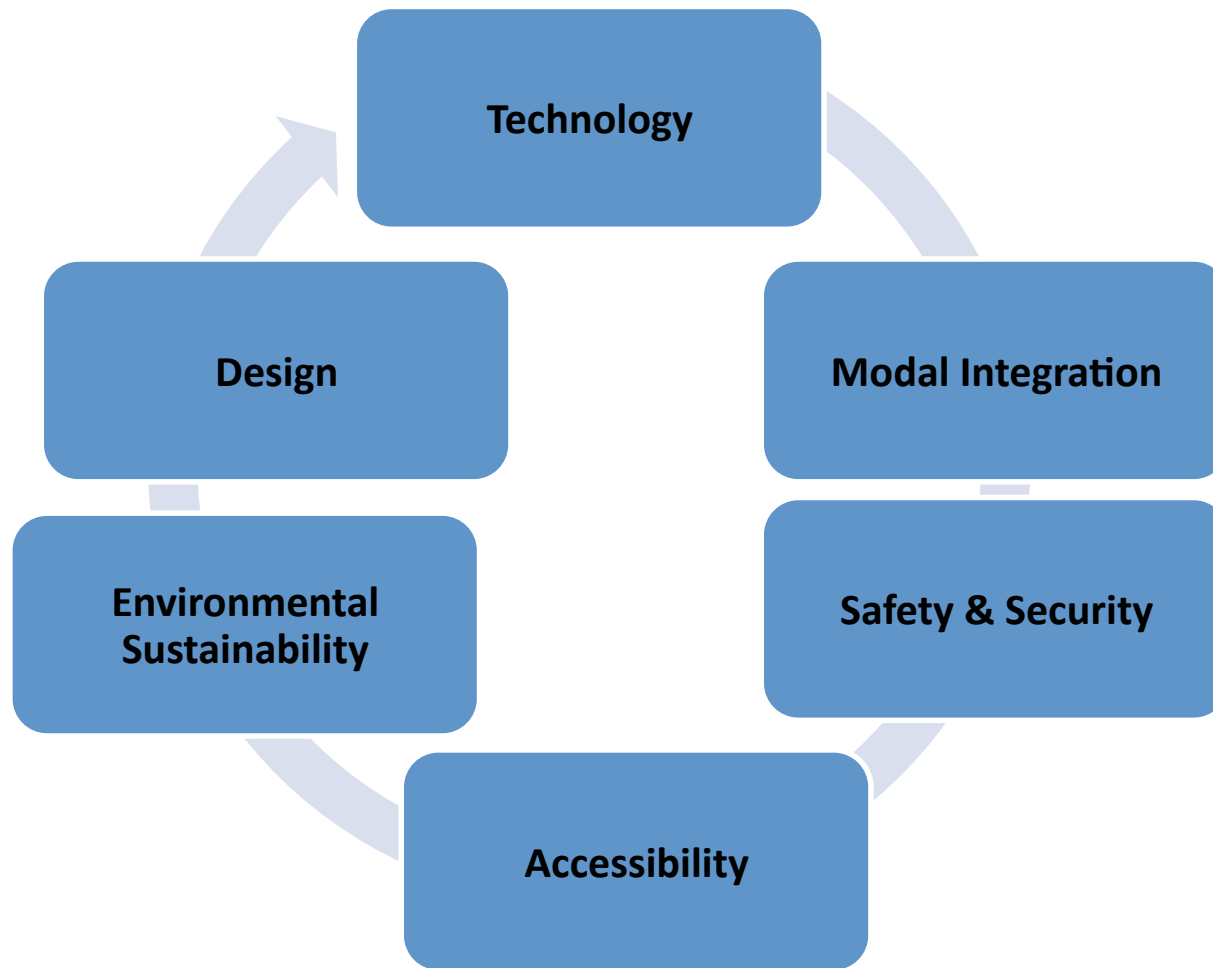 Technology
Modal Integration
Safety & Security
Accessibility
Environmental
Sustainability
Design